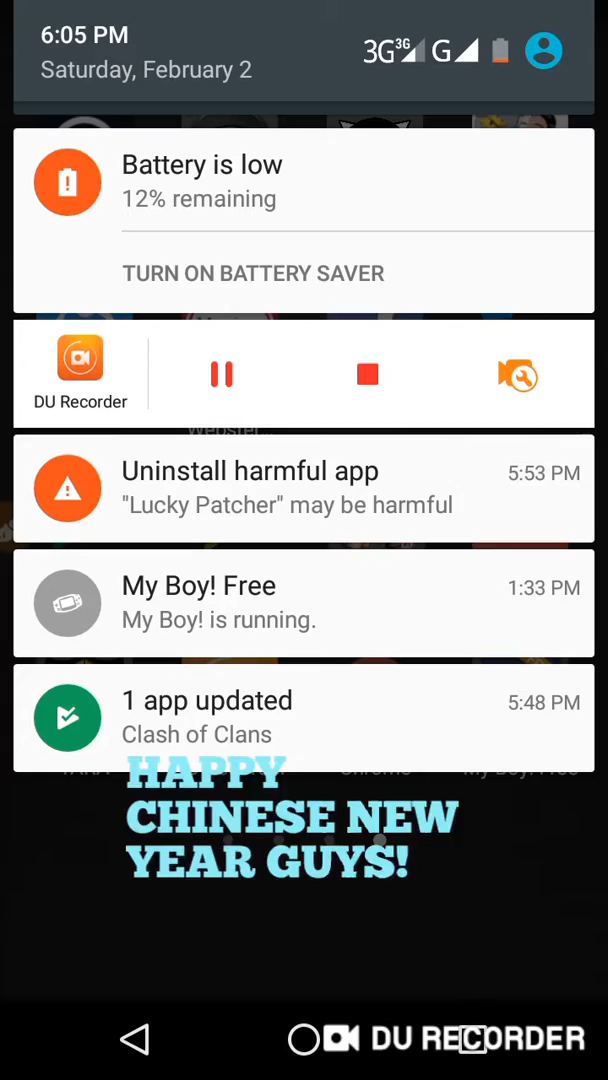 6:05 PM
Saturday, February 2
3G 3G G
Battery is low
12% remaining
TURN ON BATTERY SAVER
DU Recorder
Uninstall harmful app 5:53 PM
"Lucky Patcher" may be harmful
My Boy! Free 1:33 PM
My Boy! is running.
1 app updated 5:48 PM
Clash of Clans
HAPPY
CHINESE NEW
YEAR GUYS!
DU RECORDER